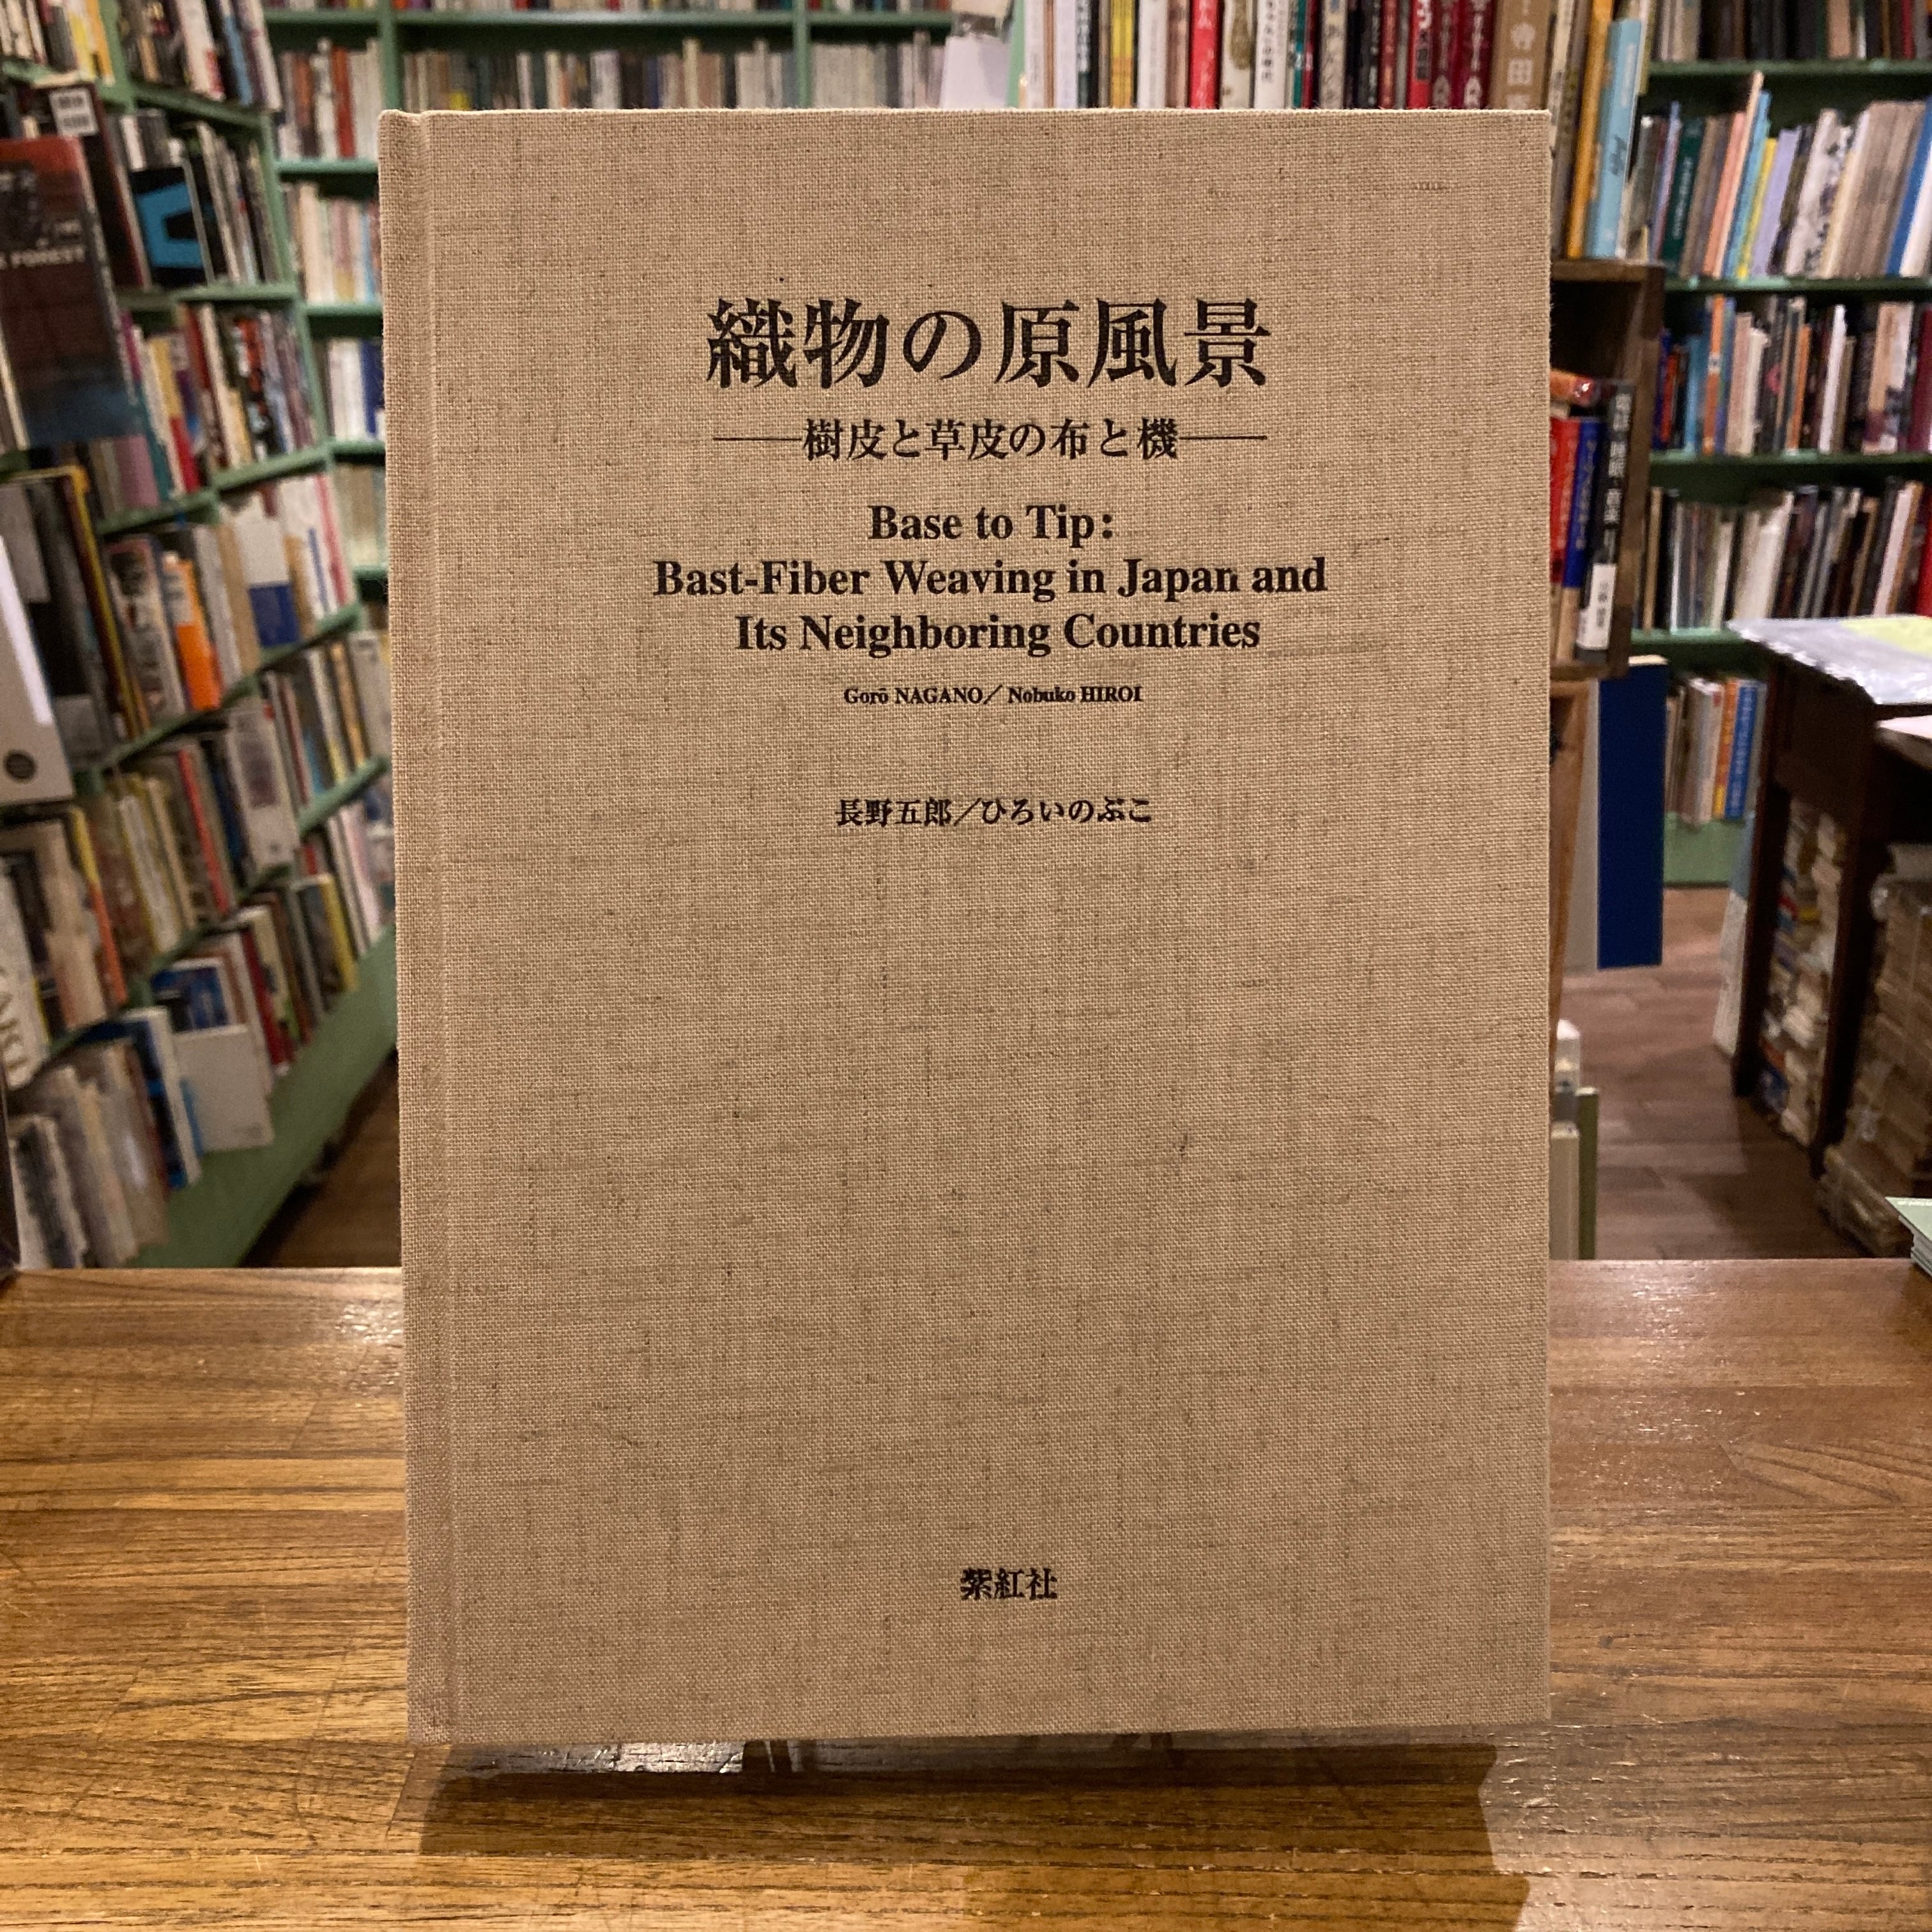 織物の原風景
——樹皮と草皮の布と機——
Base to Tip:
Bast-Fiber Weaving in Japan and
Its Neighboring Countries
Gorō NAGANO／Nobuko HIROI
長野五郎／ひろいのぶこ
紫紅社
FOREST